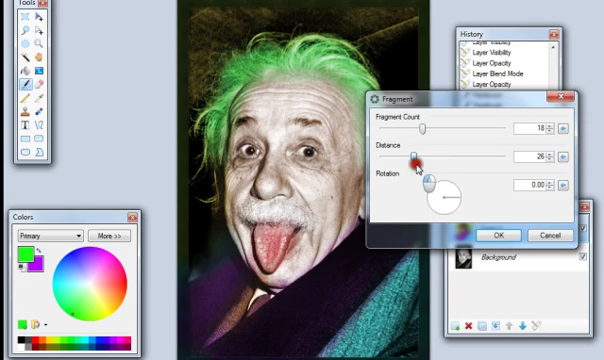 Tools
History
Layer Visibility
Layer Visibility
Layer Opacity
Layer Blend Mode
Layer Opacity
Fragment
Fragment Count
18
Distance
26
Rotation
0.00
OK
Cancel
Background
Colors
Primary
More >>